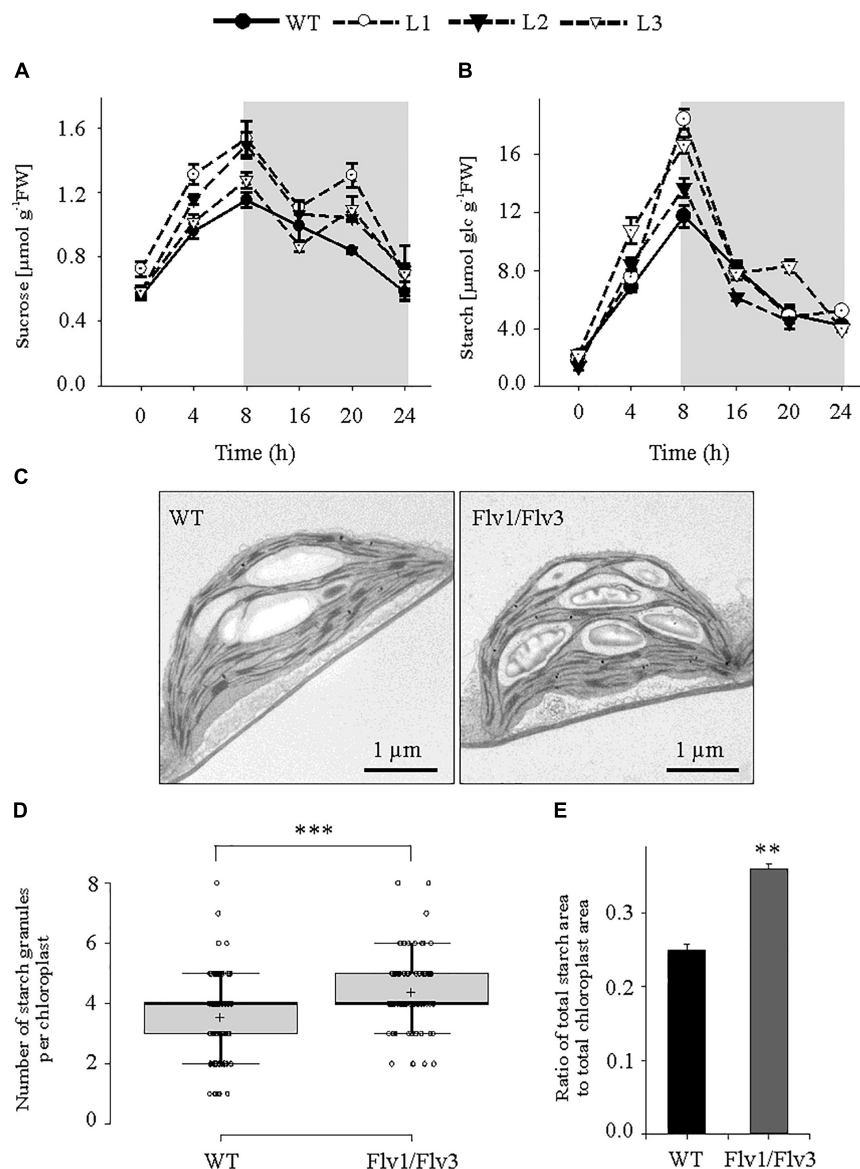 WT L1 L2 L3
A
Sucrose [µmol g⁻¹FW]
1.6
1.2
0.8
0.4
0.0
0 4 8 16 20 24
Time (h)
B
Starch [µmol glc g⁻¹FW]
16
12
8.0
4.0
0.0
0 4 8 16 20 24
Time (h)
C
WT
1 µm
Flv1/Flv3
1 µm
D
***
Number of starch granules
per chloroplast
8
6
4
2
0
WT Flv1/Flv3
E
**
Ratio of total starch area
to total chloroplast area
0.3
0.2
0.1
0.0
WT Flv1/Flv3